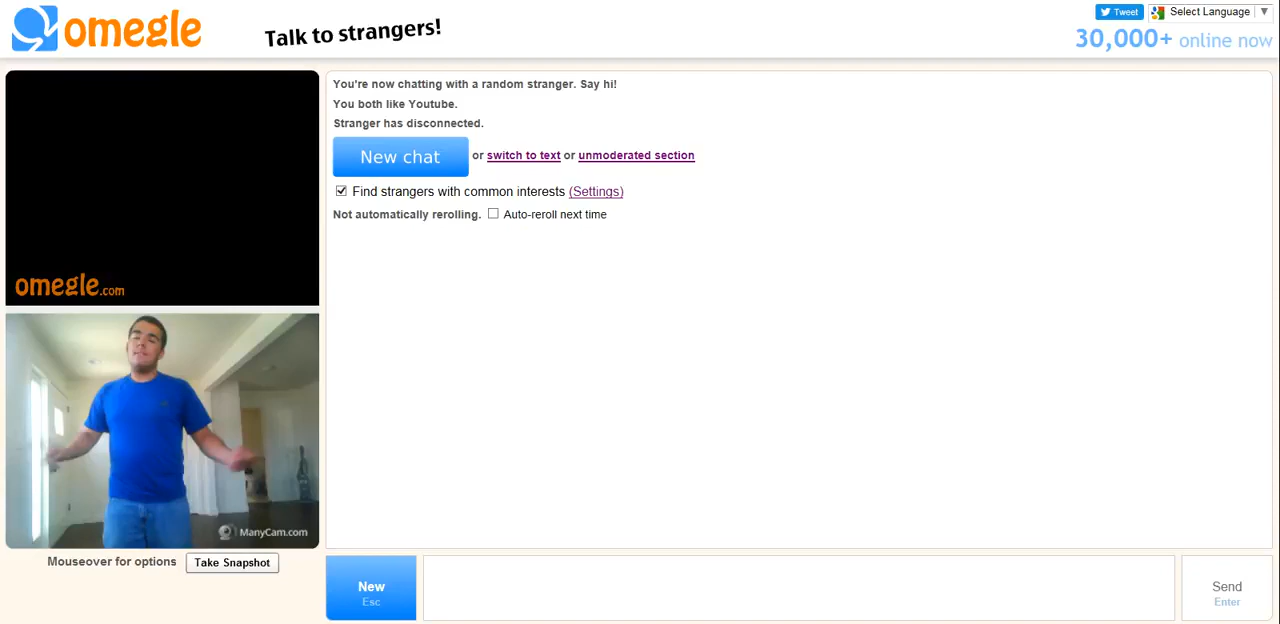 omegle
Talk to strangers!
Tweet
Select Language
30,000+ online now
You're now chatting with a random stranger. Say hi!
You both like Youtube.
Stranger has disconnected.
New chat or switch to text or unmoderated section
Find strangers with common interests (Settings)
Not automatically rerolling. Auto-reroll next time
omegle.com
ManyCam.com
Mouseover for options Take Snapshot
New
Esc
Send
Enter